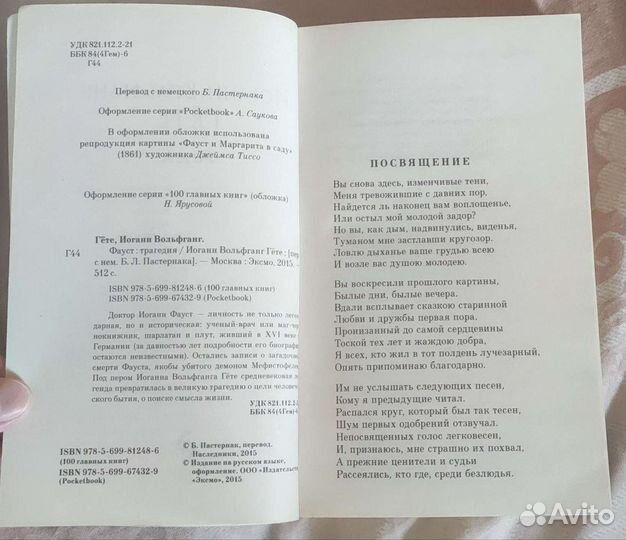 УДК 821.112.2-21
ББК 84(4Гем)-6
Г44
Перевод с немецкого Б. Пастернака
Оформление серии «Pocketbook» А. Саукова
В оформлении обложки использована
репродукция картины «Фауст и Маргарита в саду»
(1861) художника Джеймса Тиссо
Оформление серии «100 главных книг» (обложка)
Н. Ярусовой
Гёте, Иоганн Вольфганг.
Г44 Фауст : трагедия / Иоганн Вольфганг Гёте ; [пер.
с нем. Б. Л. Пастернака]. — Москва : Эксмо, 2015. —
512 с.
ISBN 978-5-699-81248-6 (100 главных книг)
ISBN 978-5-699-67432-9 (Pocketbook)
Доктор Иоганн Фауст — личность не только леген-
дарная, но и историческая: ученый-врач или маг-чер-
нокнижник, шарлатан и плут, живший в XVI веке в
Германии (за давностью лет подробности его биографии
остаются неизвестными). Остались записи о загадочной
смерти Фауста, якобы убитого демоном Мефистофелем.
Под пером Иоганна Вольфганга Гёте средневековая ле-
генда превратилась в великую трагедию о цели человечес-
кого бытия, о поиске смысла жизни.
УДК 821.112.2-
ББК 84(4Гем)-
© Б. Пастернак, перевод.
Наследники, 2015
© Издание на русском языке,
оформление. ООО «Издательство
«Эксмо», 2015
ISBN 978-5-699-81248-6
(100 главных книг)
ISBN 978-5-699-67432-9
(Pocketbook)
ПОСВЯЩЕНИЕ
Вы снова здесь, изменчивые тени,
Меня тревожившие с давних пор,
Найдется ль наконец вам воплощенье,
Или остыл мой молодой задор?
Но вы, как дым, надвинулись, виденья,
Туманом мне застлавши кругозор.
Ловлю дыханье ваше грудью всею
И возле вас душою молодею.
Вы воскресили прошлого картины,
Былые дни, былые вечера.
Вдали всплывает сказкою старинной
Любви и дружбы первая пора.
Пронизанный до самой сердцевины
Тоской тех лет и жаждою добра,
Я всех, кто жил в тот полдень лучезарный,
Опять припоминаю благодарно.
Им не услышать следующих песен,
Кому я предыдущие читал.
Распался круг, который был так тесен,
Шум первых одобрений отзвучал.
Непосвященных голос легковесен,
И, признаюсь, мне страшно их похвал,
А прежние ценители и судьи
Рассеялись, кто где, среди безлюдья.
Avito